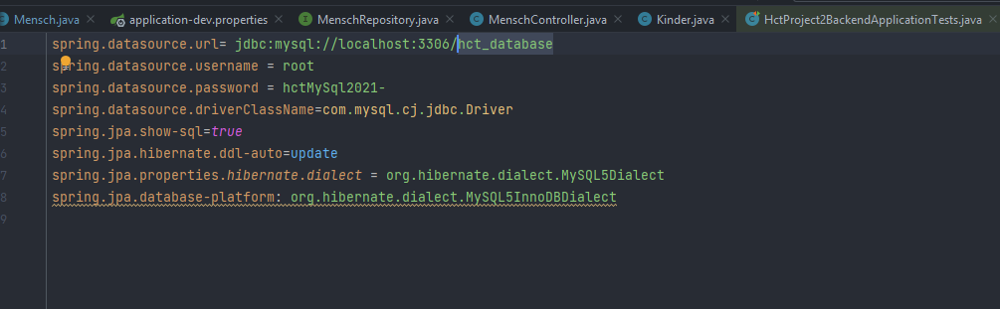 Mensch.java
application-dev.properties
MenschRepository.java
MenschController.java
Kinder.java
HctProject2BackendApplicationTests.java
1 spring.datasource.url= jdbc:mysql://localhost:3306/hct_database
2 spring.datasource.username = root
3 spring.datasource.password = hctMySql2021-
4 spring.datasource.driverClassName=com.mysql.cj.jdbc.Driver
5 spring.jpa.show-sql=true
6 spring.jpa.hibernate.ddl-auto=update
7 spring.jpa.properties.hibernate.dialect = org.hibernate.dialect.MySQL5Dialect
8 spring.jpa.database-platform: org.hibernate.dialect.MySQL5InnoDBDialect
9